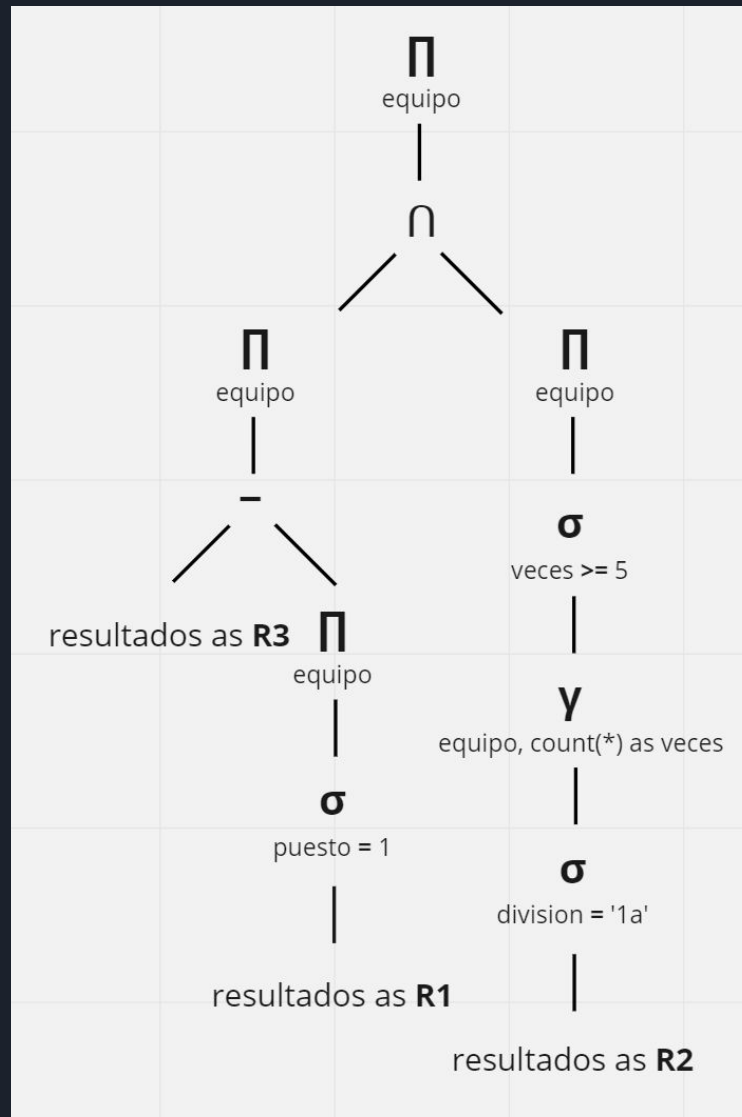 Π
equipo
∩
Π
equipo
Π
equipo
−
σ
veces >= 5
resultados as R3
Π
equipo
γ
equipo, count(*) as veces
σ
puesto = 1
σ
division = '1a'
resultados as R1
resultados as R2